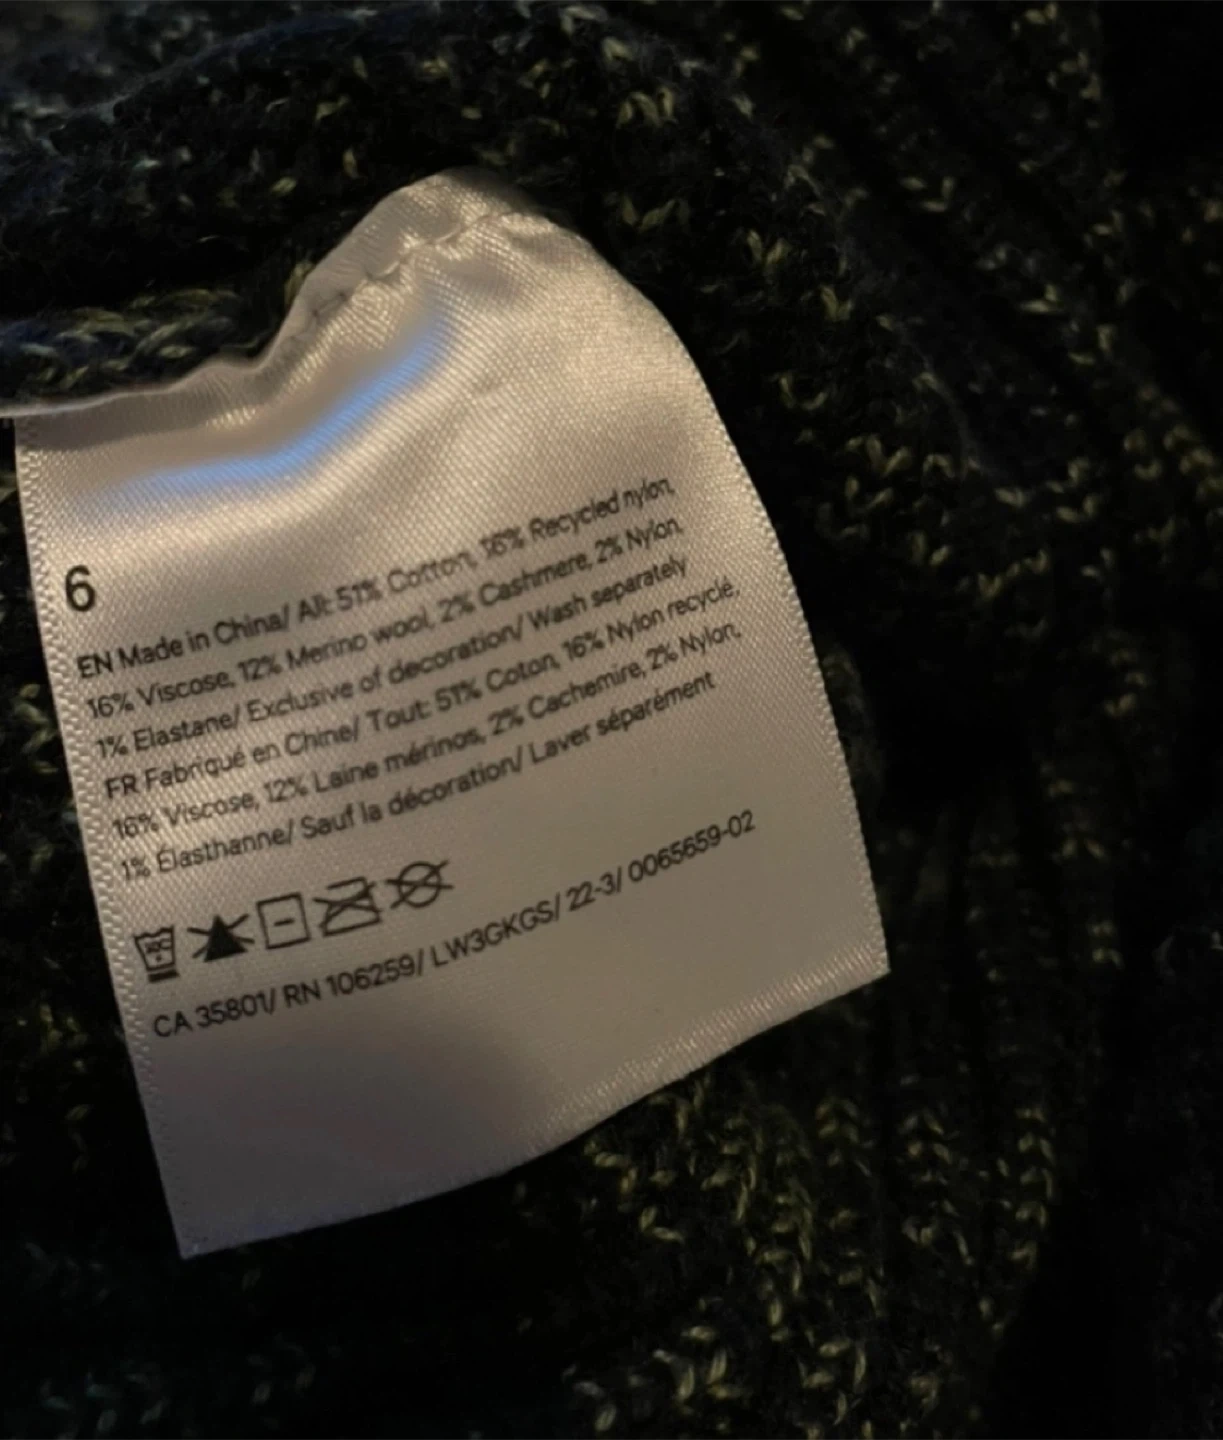 6
EN Made in China/ All: 51% Cotton, 16% Recycled nylon,
16% Viscose, 12% Merino wool, 2% Cashmere, 2% Nylon,
1% Elastane/ Exclusive of decoration/ Wash separately
FR Fabriqué en Chine/ Tout: 51% Coton, 16% Nylon recyclé,
16% Viscose, 12% Laine mérinos, 2% Cachemire, 2% Nylon,
1% Élasthanne/ Sauf la décoration/ Laver séparément
CA 35801/ RN 106259/ LW3GKGS/ 22-3/ 0065659-02